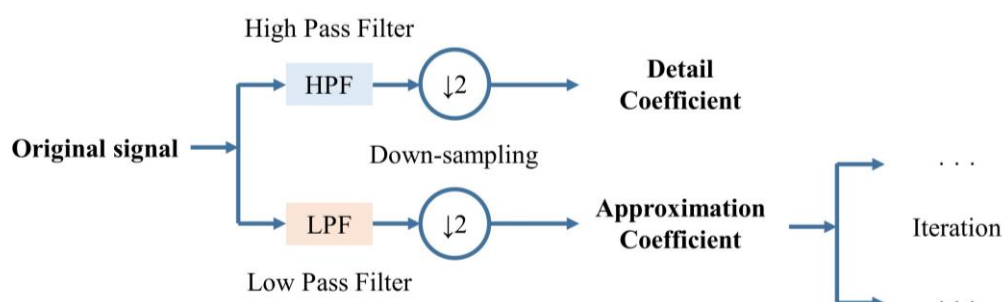 High Pass Filter
HPF
↓2
Detail
Coefficient
Original signal
Down-sampling
. . .
LPF
↓2
Approximation
Coefficient
Iteration
Low Pass Filter
. . .